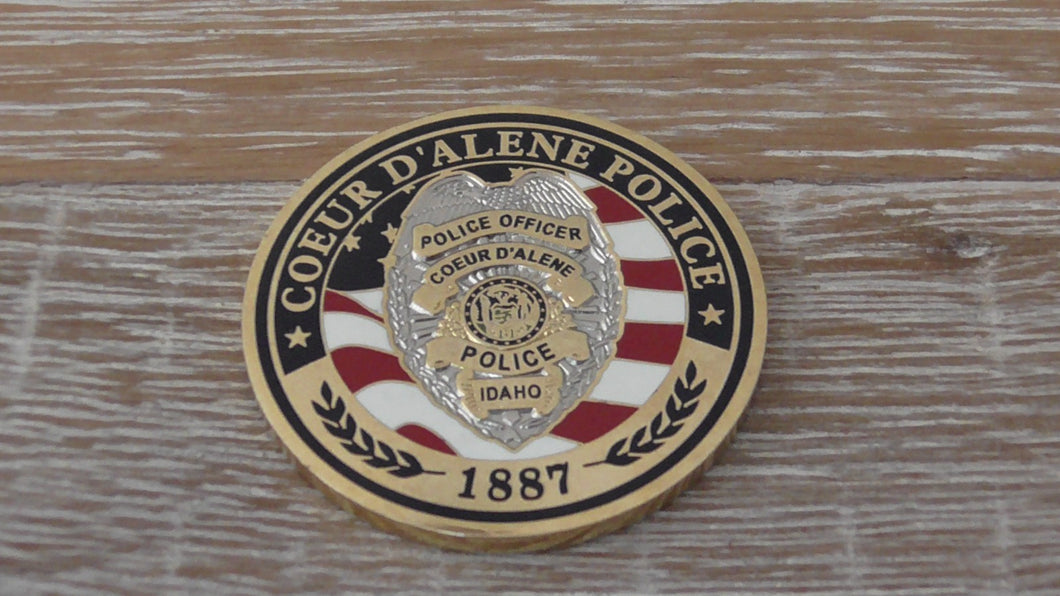 COEUR D'ALENE POLICE
POLICE OFFICER
COEUR D'ALENE
POLICE
IDAHO
1887